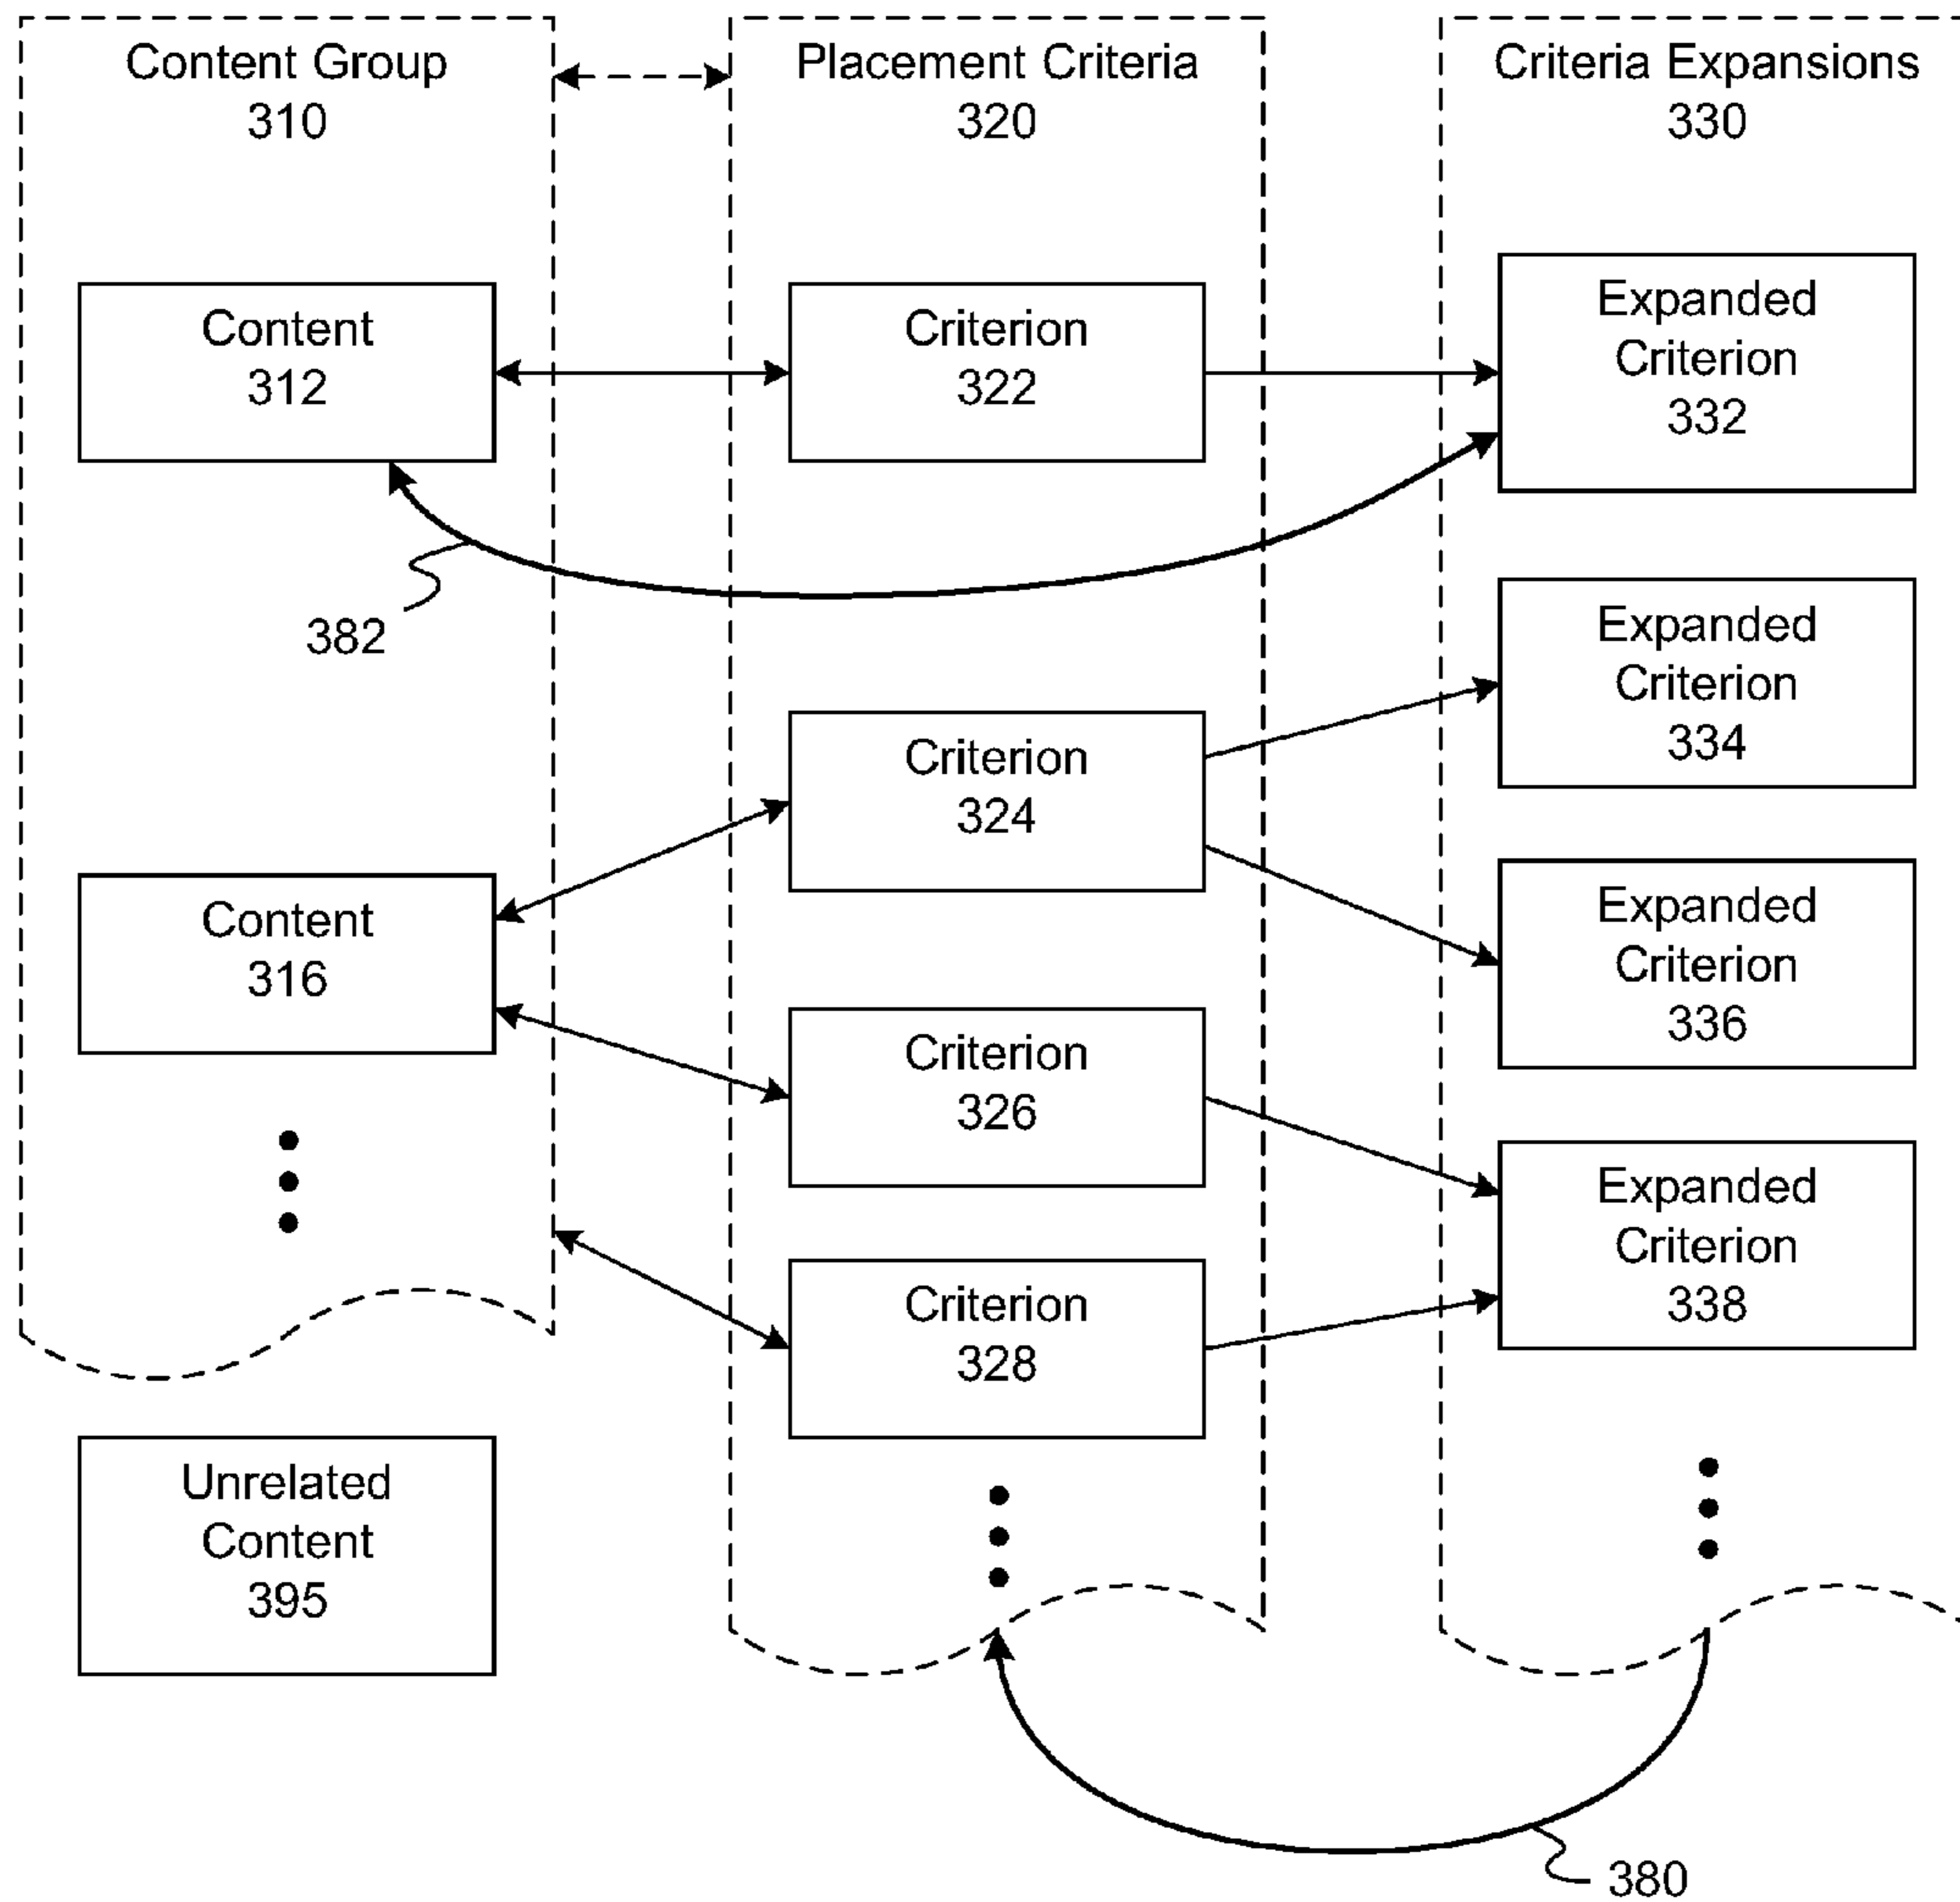 Content Group
310
Placement Criteria
320
Criteria Expansions
330
Content
312
Criterion
322
Expanded
Criterion
332
382
Expanded
Criterion
334
Criterion
324
Content
316
Expanded
Criterion
336
Criterion
326
Expanded
Criterion
338
Criterion
328
Unrelated
Content
395
380